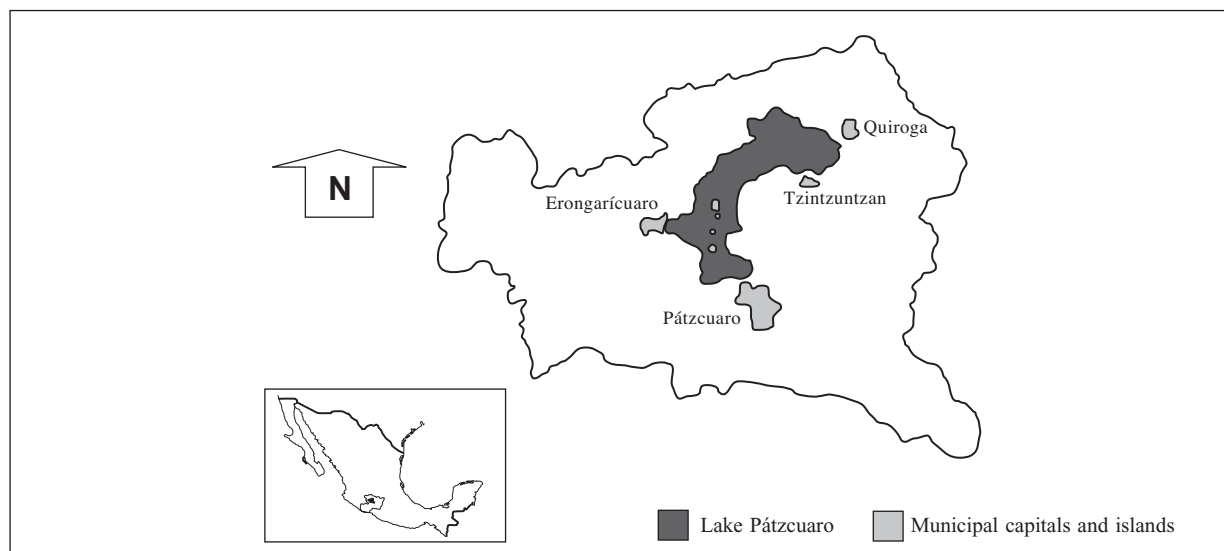 Quiroga
Tzintzuntzan
N
Erongarícuaro
Pátzcuaro
Lake Pátzcuaro
Municipal capitals and islands